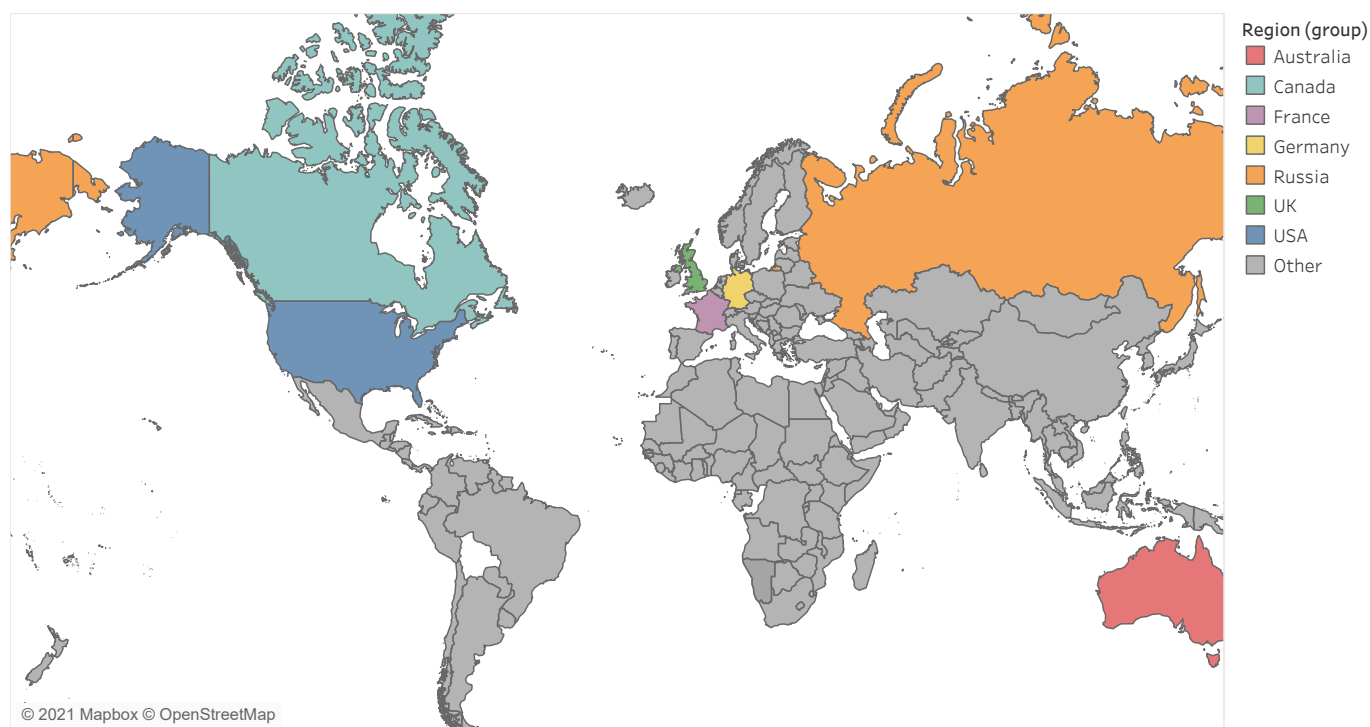 Region (group)
Australia
Canada
France
Germany
Russia
UK
USA
Other
© 2021 Mapbox © OpenStreetMap